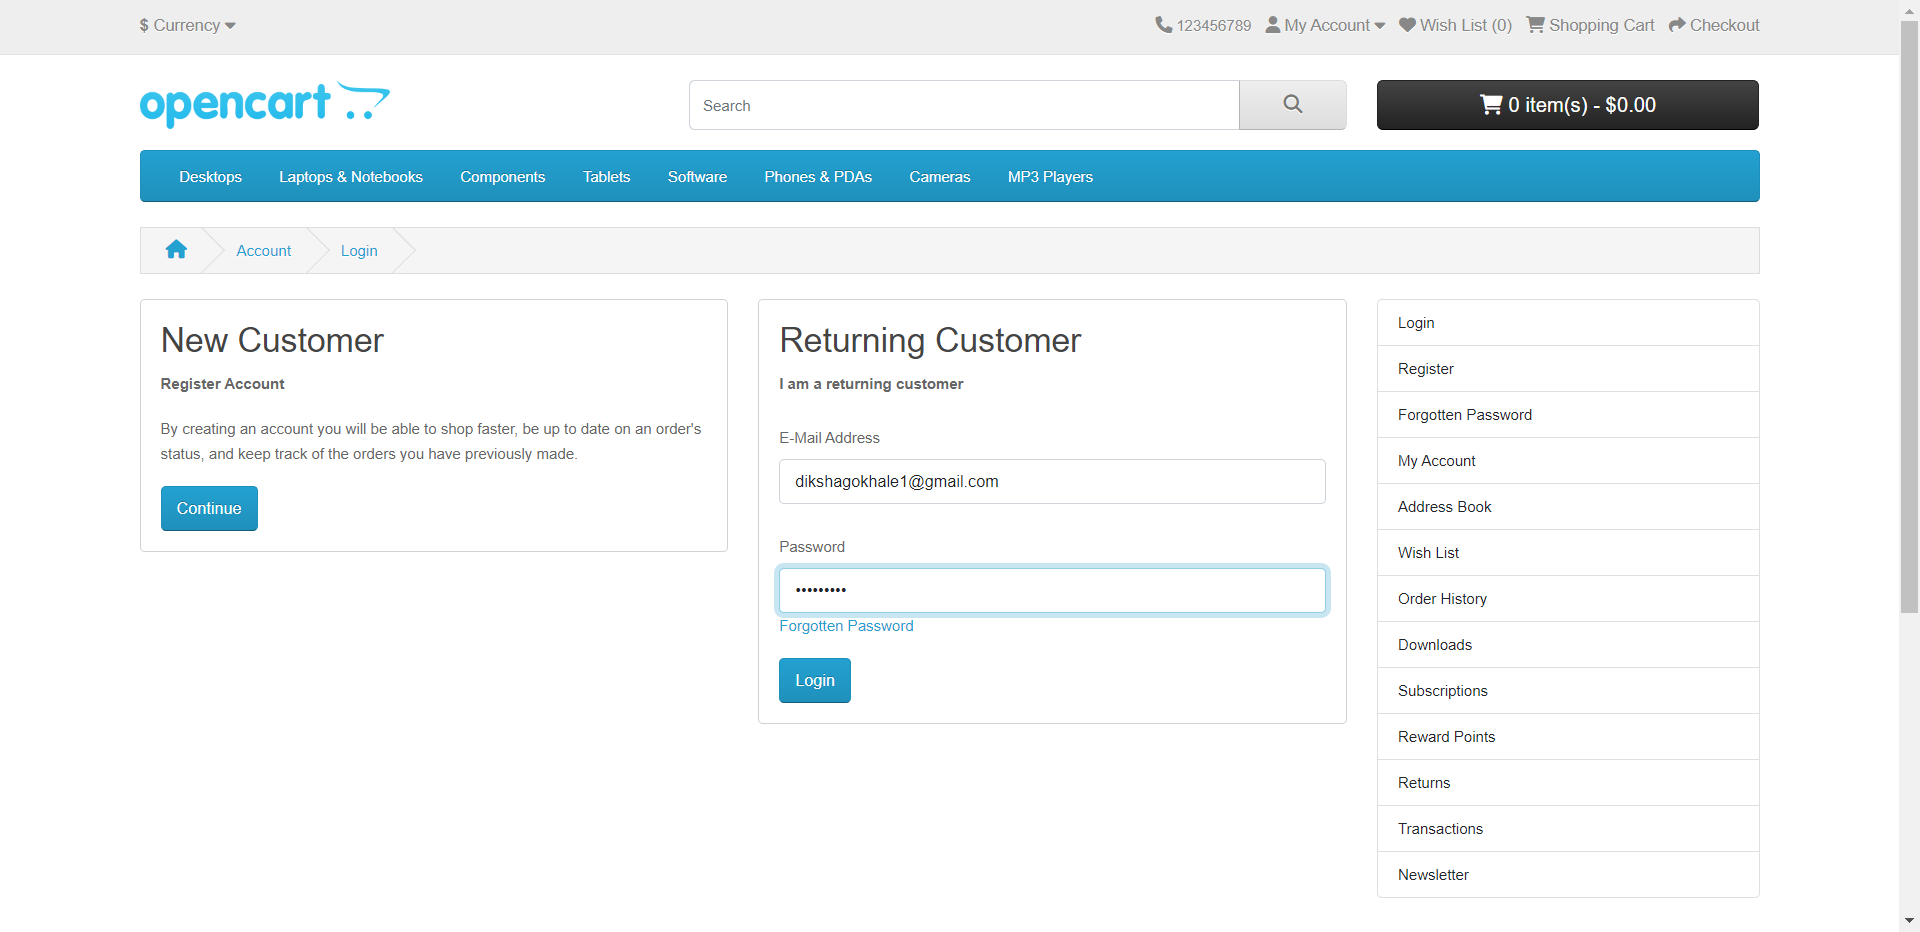 $ Currency
123456789 My Account Wish List (0) Shopping Cart Checkout
opencart
Search
0 item(s) - $0.00
Desktops Laptops & Notebooks Components Tablets Software Phones & PDAs Cameras MP3 Players
Account Login
New Customer
Register Account
By creating an account you will be able to shop faster, be up to date on an order's
status, and keep track of the orders you have previously made.
Continue
Returning Customer
I am a returning customer
E-Mail Address
dikshagokhale1@gmail.com
Password
•••••••••
Forgotten Password
Login
Login
Register
Forgotten Password
My Account
Address Book
Wish List
Order History
Downloads
Subscriptions
Reward Points
Returns
Transactions
Newsletter